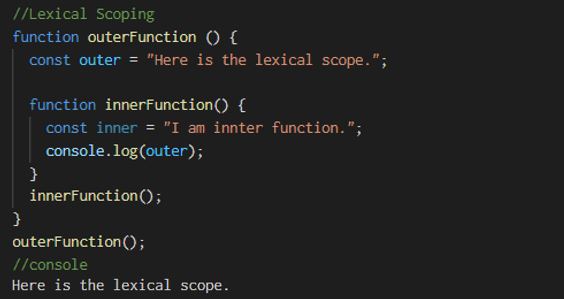 //Lexical Scoping
function outerFunction () {
const outer = "Here is the lexical scope.";
function innerFunction() {
const inner = "I am innter function.";
console.log(outer);
}
innerFunction();
}
outerFunction();
//console
Here is the lexical scope.